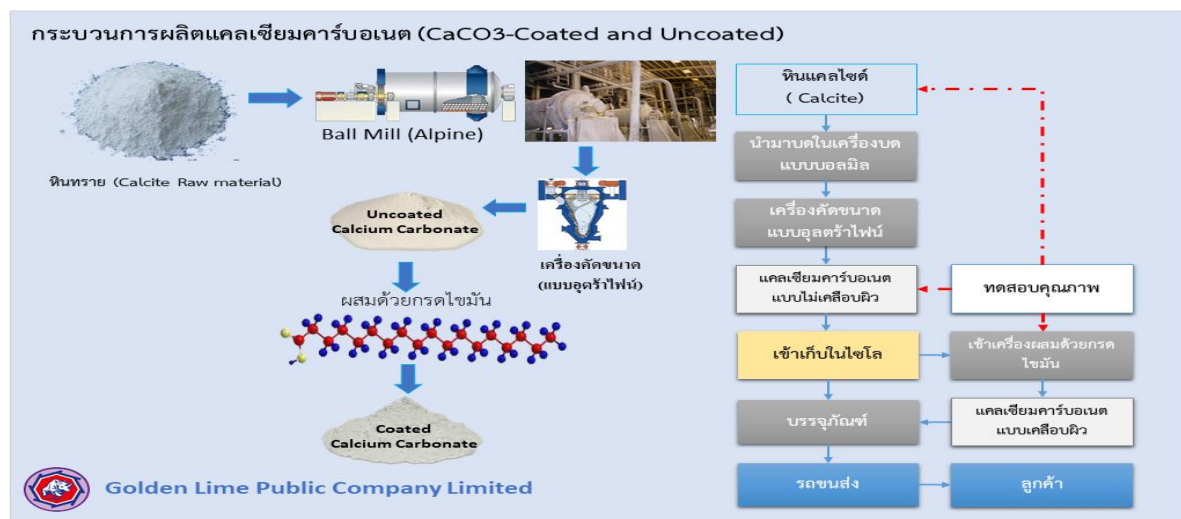 กระบวนการผลิตแคลเซียมคาร์บอเนต (CaCO3-Coated and Uncoated)
Ball Mill (Alpine)
หินทราย (Calcite Raw material)
Uncoated
Calcium Carbonate
เครื่องคัดขนาด
(แบบอุตร้าไฟน์)
ผสมด้วยกรดไขมัน
Coated
Calcium Carbonate
Golden Lime Public Company Limited
หินแคลไซต์
( Calcite)
นำมาบดในเครื่องบด
แบบบอลมิล
เครื่องคัดขนาด
แบบอุลตร้าไฟน์
แคลเซียมคาร์บอเนต
แบบไม่เคลือบผิว
ทดสอบคุณภาพ
เข้าเก็บในไซโล
เข้าเครื่องผสมด้วยกรด
ไขมัน
บรรจุภัณฑ์
แคลเซียมคาร์บอเนต
แบบเคลือบผิว
รถขนส่ง
ลูกค้า